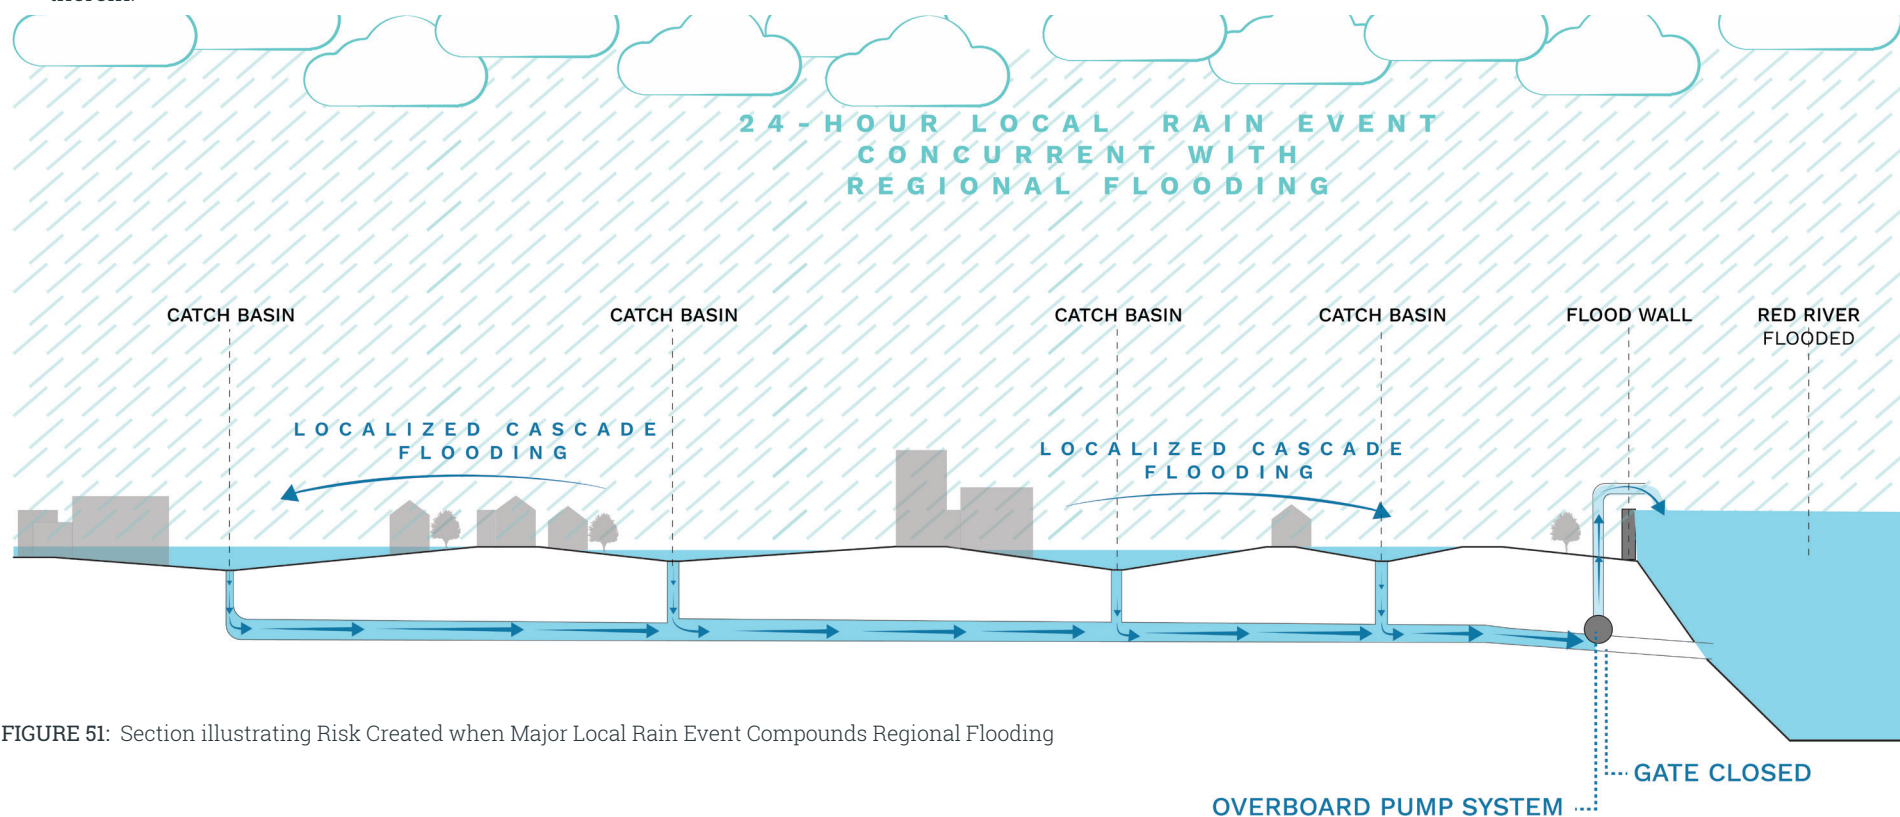 24-HOUR LOCAL RAIN EVENT
CONCURRENT WITH
REGIONAL FLOODING
CATCH BASIN
CATCH BASIN
CATCH BASIN
CATCH BASIN
FLOOD WALL
RED RIVER
FLOODED
LOCALIZED CASCADE
FLOODING
LOCALIZED CASCADE
FLOODING
FIGURE 51: Section illustrating Risk Created when Major Local Rain Event Compounds Regional Flooding
GATE CLOSED
OVERBOARD PUMP SYSTEM